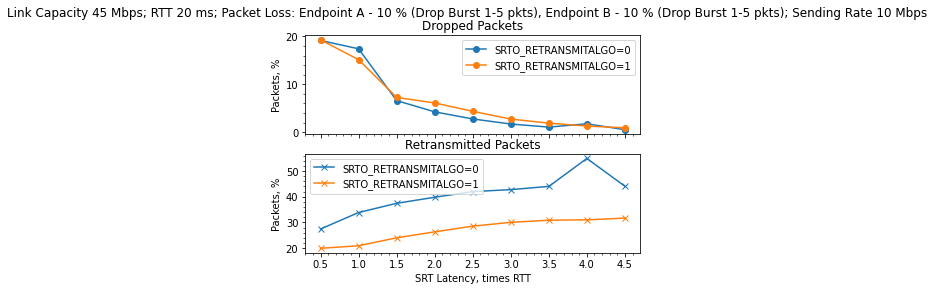 Link Capacity 45 Mbps; RTT 20 ms; Packet Loss: Endpoint A - 10 % (Drop Burst 1-5 pkts), Endpoint B - 10 % (Drop Burst 1-5 pkts); Sending Rate 10 Mbps
Dropped Packets
20
10
0
Packets, %
SRTO_RETRANSMITALGO=0
SRTO_RETRANSMITALGO=1
Retransmitted Packets
50
40
30
20
Packets, %
SRTO_RETRANSMITALGO=0
SRTO_RETRANSMITALGO=1
0.5 1.0 1.5 2.0 2.5 3.0 3.5 4.0 4.5
SRT Latency, times RTT